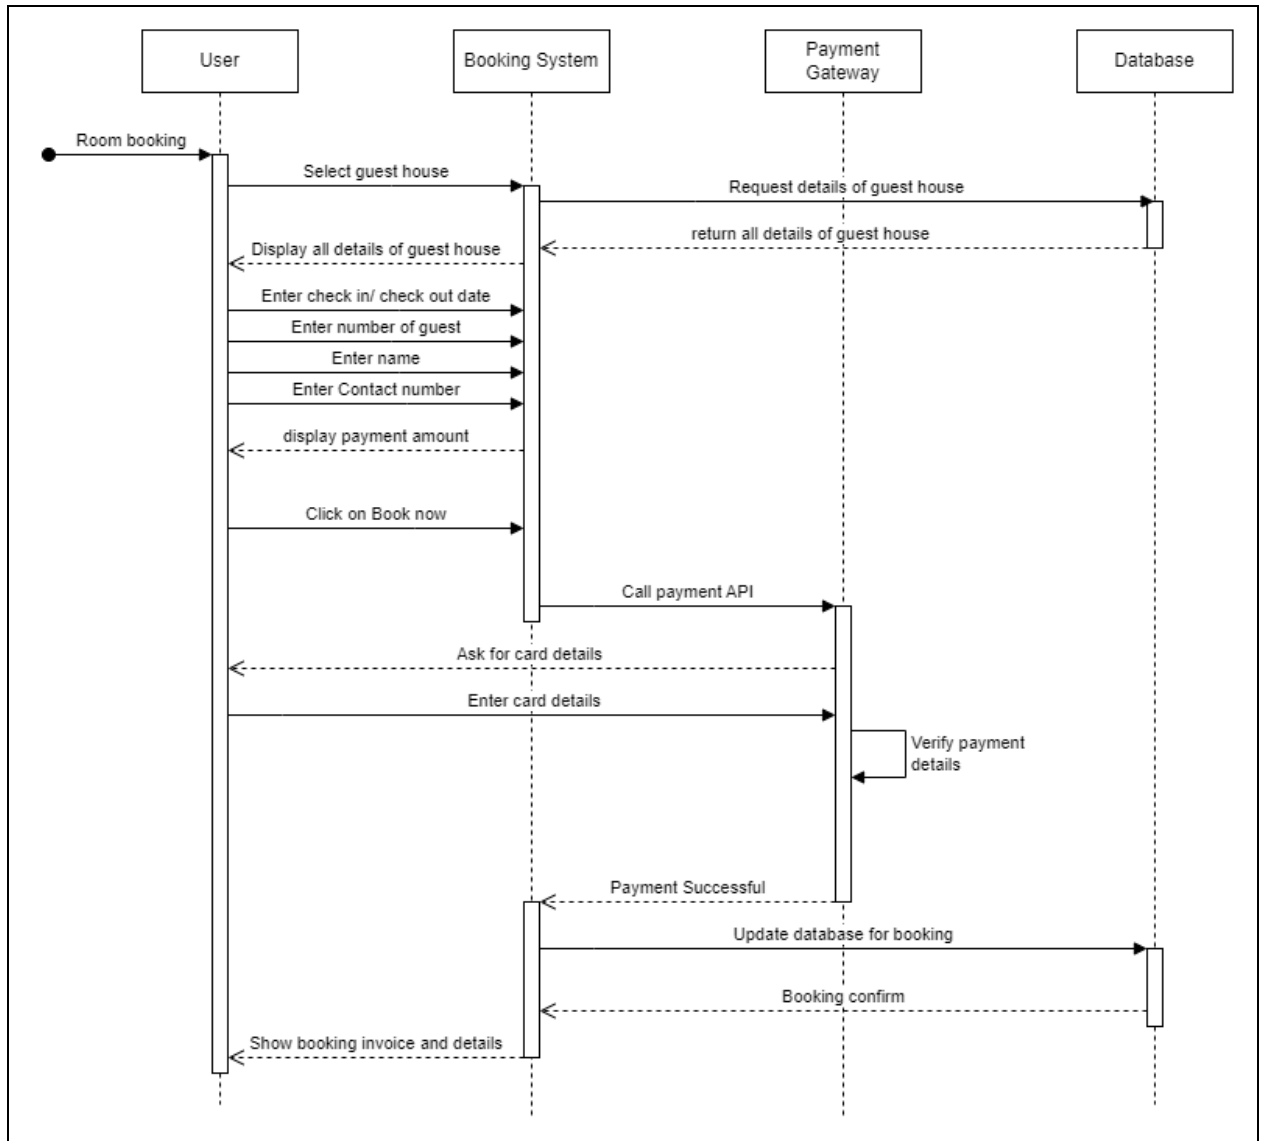 User
Booking System
Payment
Gateway
Database
Room booking
Select guest house
Request details of guest house
return all details of guest house
Display all details of guest house
Enter check in/ check out date
Enter number of guest
Enter name
Enter Contact number
display payment amount
Click on Book now
Call payment API
Ask for card details
Enter card details
Verify payment
details
Payment Successful
Update database for booking
Booking confirm
Show booking invoice and details